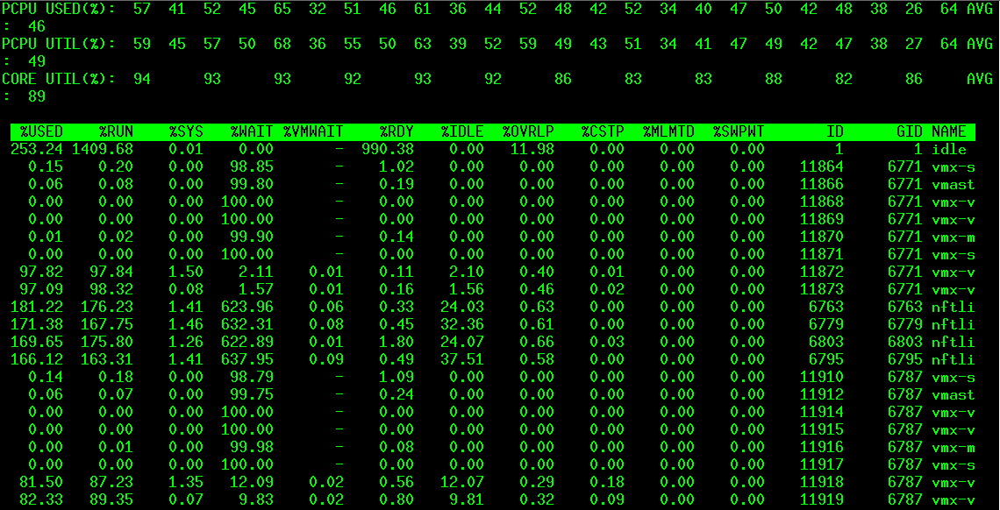 PCPU USED(%):  57  41  52  45  65  32  51  46  61  36  44  52  48  42  52  34  40  47  50  42  48  38  26  64 AVG
:  46
PCPU UTIL(%):  59  45  57  50  68  36  55  50  63  39  52  59  49  43  51  34  41  47  49  42  47  38  27  64 AVG
:  49
CORE UTIL(%):  94      93      93      92      93      92      86      83      83      88      82      86      AVG
:  89
%USED    %RUN    %SYS   %WAIT %VMWAIT    %RDY   %IDLE  %OVRLP   %CSTP  %MLMTD  %SWPWT       ID      GID NAME
253.24 1409.68    0.01    0.00       -  990.38    0.00   11.98    0.00    0.00    0.00        1        1 idle
0.15    0.20    0.00   98.85       -    1.02    0.00    0.00    0.00    0.00    0.00    11864     6771 vmx-s
0.06    0.08    0.00   99.80       -    0.19    0.00    0.00    0.00    0.00    0.00    11866     6771 vmast
0.00    0.00    0.00  100.00       -    0.00    0.00    0.00    0.00    0.00    0.00    11868     6771 vmx-v
0.00    0.00    0.00  100.00       -    0.00    0.00    0.00    0.00    0.00    0.00    11869     6771 vmx-v
0.01    0.02    0.00   99.90       -    0.14    0.00    0.00    0.00    0.00    0.00    11870     6771 vmx-m
0.00    0.00    0.00  100.00       -    0.00    0.00    0.00    0.00    0.00    0.00    11871     6771 vmx-s
97.82   97.84    1.50    2.11    0.01    0.11    2.10    0.40    0.01    0.00    0.00    11872     6771 vmx-v
97.09   98.32    0.08    1.57    0.01    0.16    1.56    0.46    0.02    0.00    0.00    11873     6771 vmx-v
181.22  176.23    1.41  623.96    0.06    0.33   24.03    0.63    0.00    0.00    0.00     6763     6763 nftli
171.38  167.75    1.46  632.31    0.08    0.45   32.36    0.61    0.00    0.00    0.00     6779     6779 nftli
169.65  175.80    1.26  622.89    0.01    1.80   24.07    0.66    0.03    0.00    0.00     6803     6803 nftli
166.12  163.31    1.41  637.95    0.09    0.49   37.51    0.58    0.00    0.00    0.00     6795     6795 nftli
0.14    0.18    0.00   98.79       -    1.09    0.00    0.00    0.00    0.00    0.00    11910     6787 vmx-s
0.06    0.07    0.00   99.75       -    0.24    0.00    0.00    0.00    0.00    0.00    11912     6787 vmast
0.00    0.00    0.00  100.00       -    0.00    0.00    0.00    0.00    0.00    0.00    11914     6787 vmx-v
0.00    0.00    0.00  100.00       -    0.00    0.00    0.00    0.00    0.00    0.00    11915     6787 vmx-v
0.00    0.01    0.00   99.98       -    0.08    0.00    0.00    0.00    0.00    0.00    11916     6787 vmx-m
0.00    0.00    0.00  100.00       -    0.00    0.00    0.00    0.00    0.00    0.00    11917     6787 vmx-s
81.50   87.23    1.35   12.09    0.02    0.56   12.07    0.29    0.18    0.00    0.00    11918     6787 vmx-v
82.33   89.35    0.07    9.83    0.02    0.80    9.81    0.32    0.09    0.00    0.00    11919     6787 vmx-v